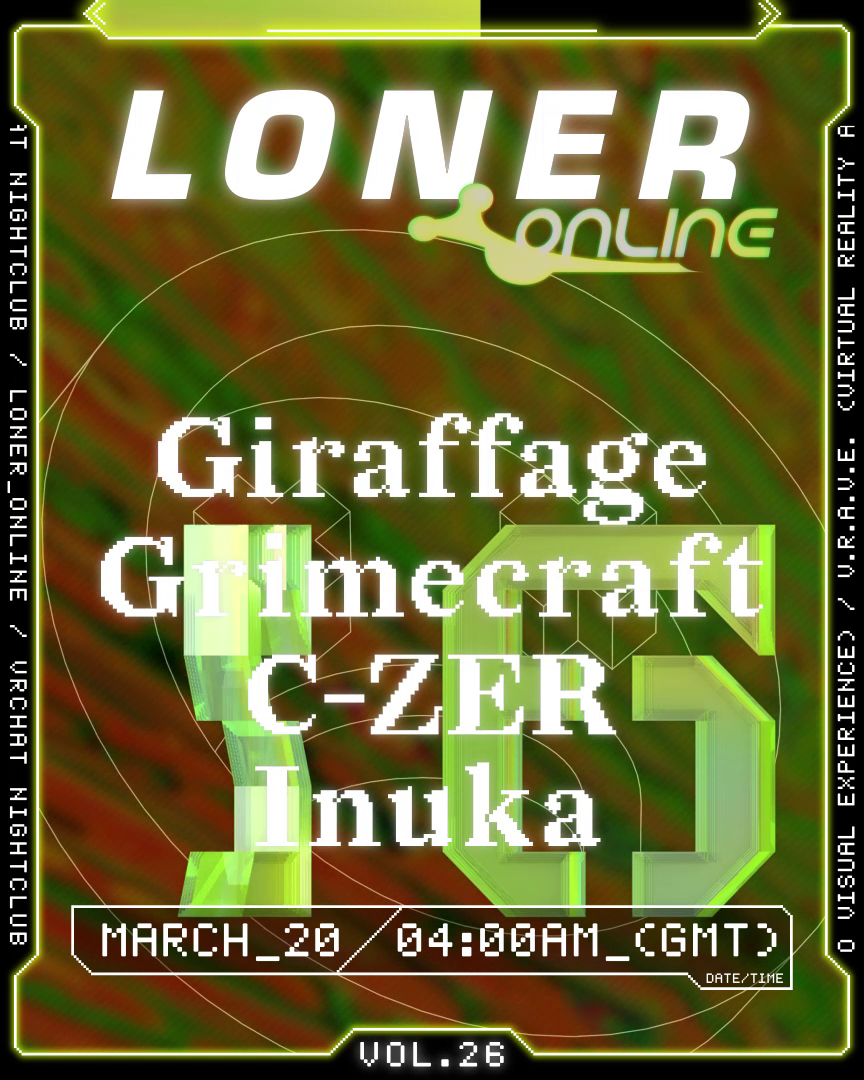 LONER
ONLINE
Giraffage
Grimecraft
C-ZER
Inuka
MARCH_20 / 04:00AM_(GMT)
DATE/TIME
VOL.26
AT NIGHTCLUB / LONER_ONLINE / VRCHAT NIGHTCLUB
O VISUAL EXPERIENCE) / V.R.A.V.E. (VIRTUAL REALITY A